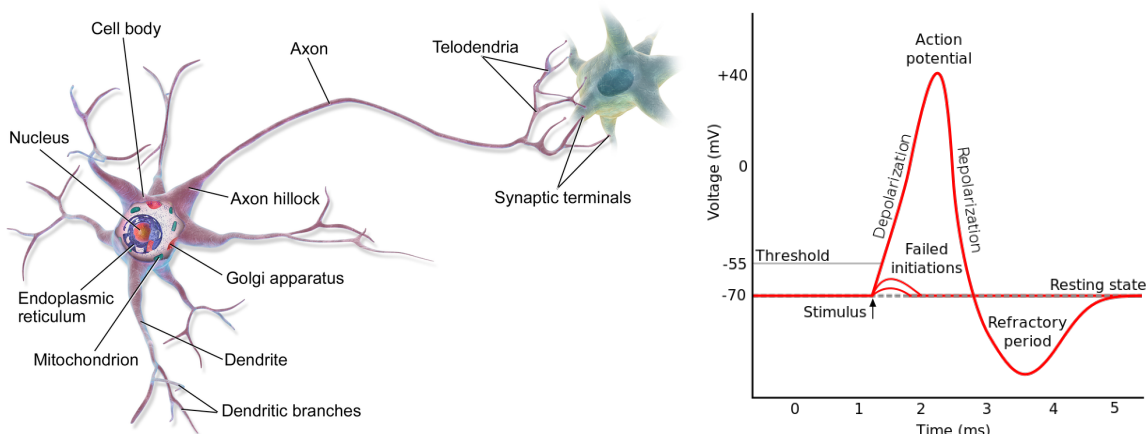 Cell body
Axon
Telodendria
Nucleus
Axon hillock
Synaptic terminals
Golgi apparatus
Endoplasmic
reticulum
Mitochondrion
Dendrite
Dendritic branches
Action
potential
+40
0
-55
-70
Voltage (mV)
Depolarization
Repolarization
Threshold
Failed
initiations
Resting state
Stimulus
Refractory
period
0 1 2 3 4 5
Time (ms)